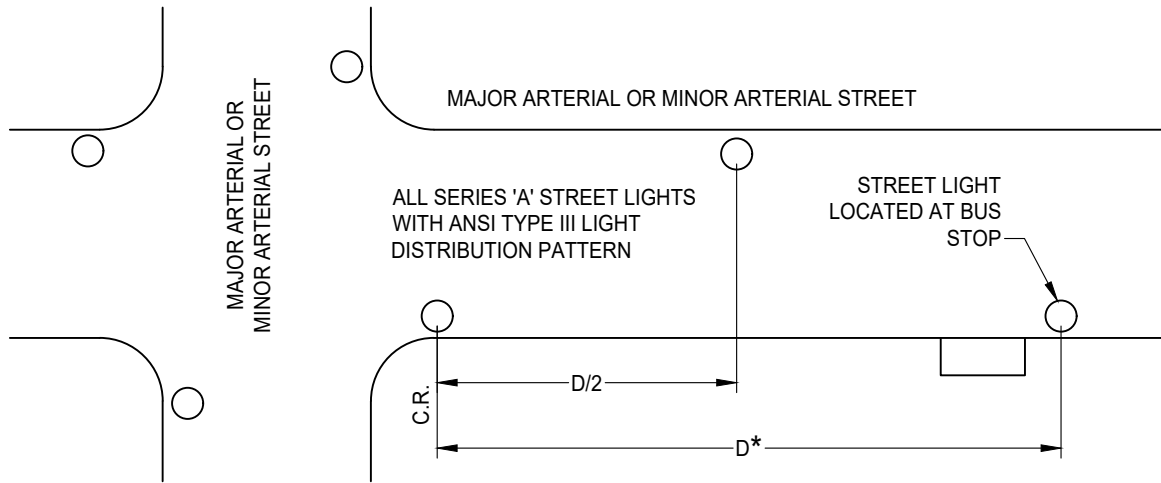 MAJOR ARTERIAL OR
MINOR ARTERIAL STREET
MAJOR ARTERIAL OR MINOR ARTERIAL STREET
ALL SERIES 'A' STREET LIGHTS
WITH ANSI TYPE III LIGHT
DISTRIBUTION PATTERN
STREET LIGHT
LOCATED AT BUS
STOP
C.R.
D/2
D*